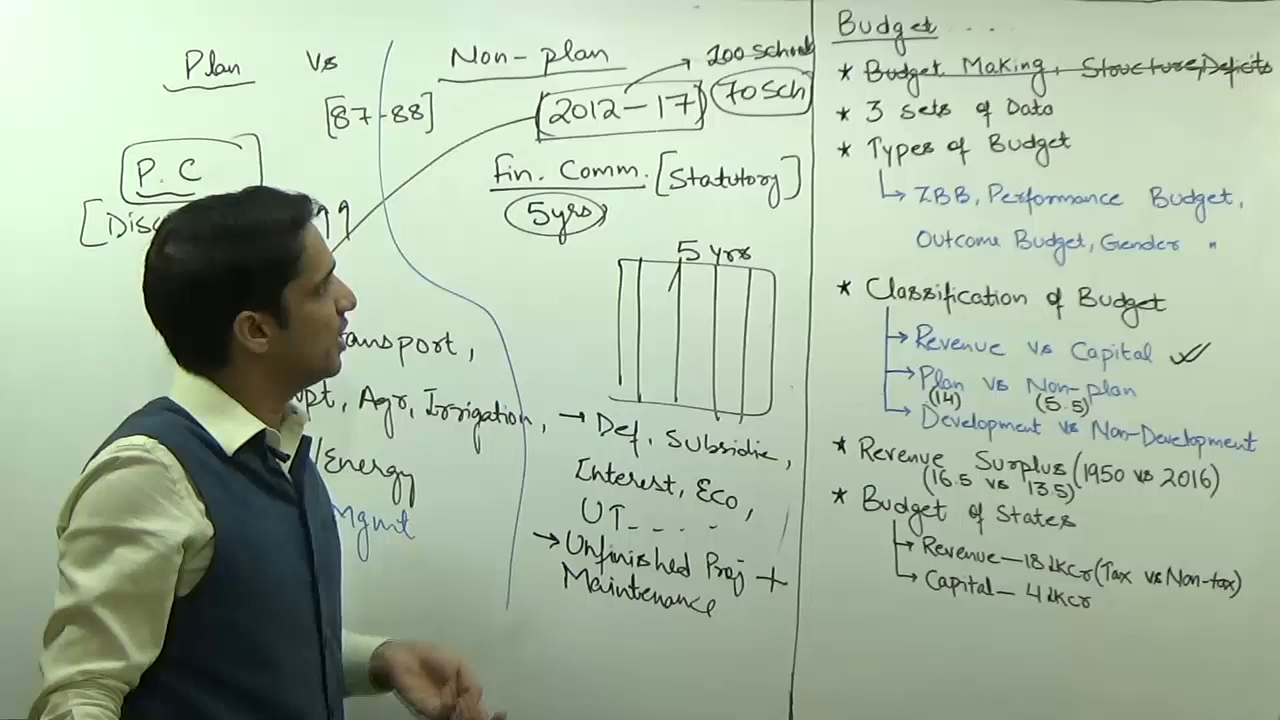 Plan Vs Non-plan
[87-88]
(2012-17) 200 School
70 Sch
P.C
Fin. Comm. [Statutory]
5yrs
5 yrs
Agr, Irrigation,
/Energy
Mgmt
→ Def, Subsidie,
Interest, Eco,
UT- - - -
→ Unfinished Proj +
Maintenance
Budget ....
* Budget Making, Structure, Deficits
* 3 Sets of Data
* Types of Budget
↳ ZBB, Performance Budget,
Outcome Budget, Gender "
* Classification of Budget
→ Revenue vs Capital ✓
→ Plan vs Non-plan
(14) (5.5)
→ Development vs Non-Development
* Revenue Surplus (1950 vs 2016)
(16.5 vs 13.5)
* Budget of States
→ Revenue — 18 LKcr (Tax vs Non-tax)
→ Capital — 4 LKcr